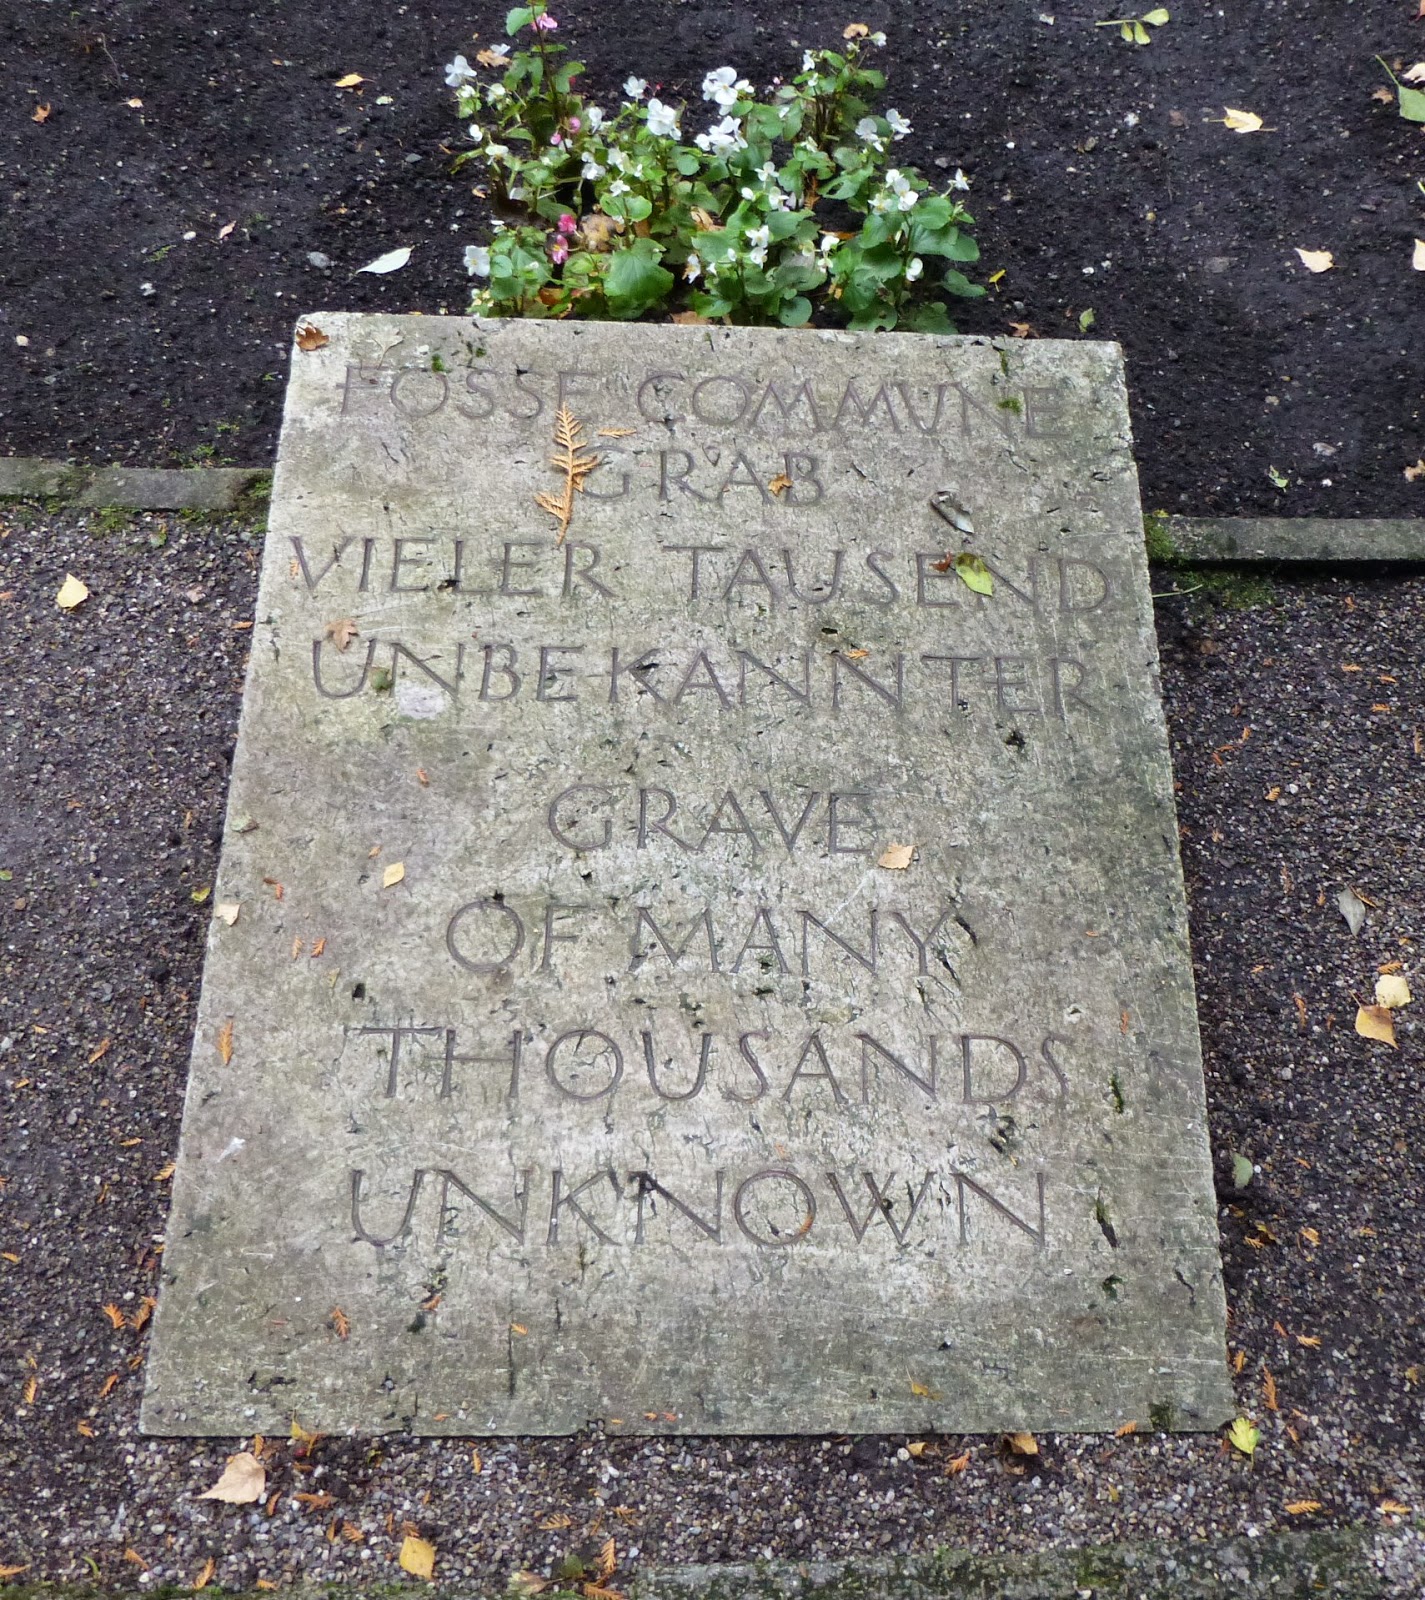 FOSSE COMMUNE
GRAB
VIELER TAUSEND
UNBEKANNTER
GRAVE
OF MANY
THOUSANDS
UNKNOWN